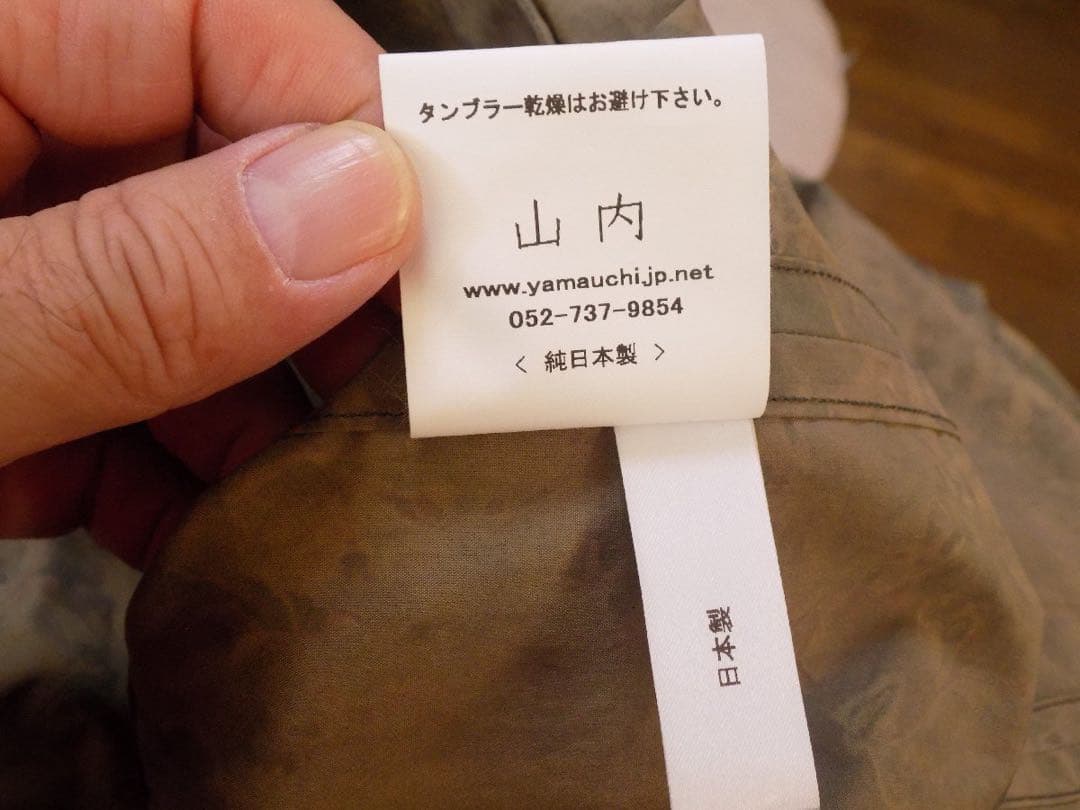 タンブラー乾燥はお避け下さい。
山内
www.yamauchi.jp.net
052-737-9854
< 純日本製 >
日本製